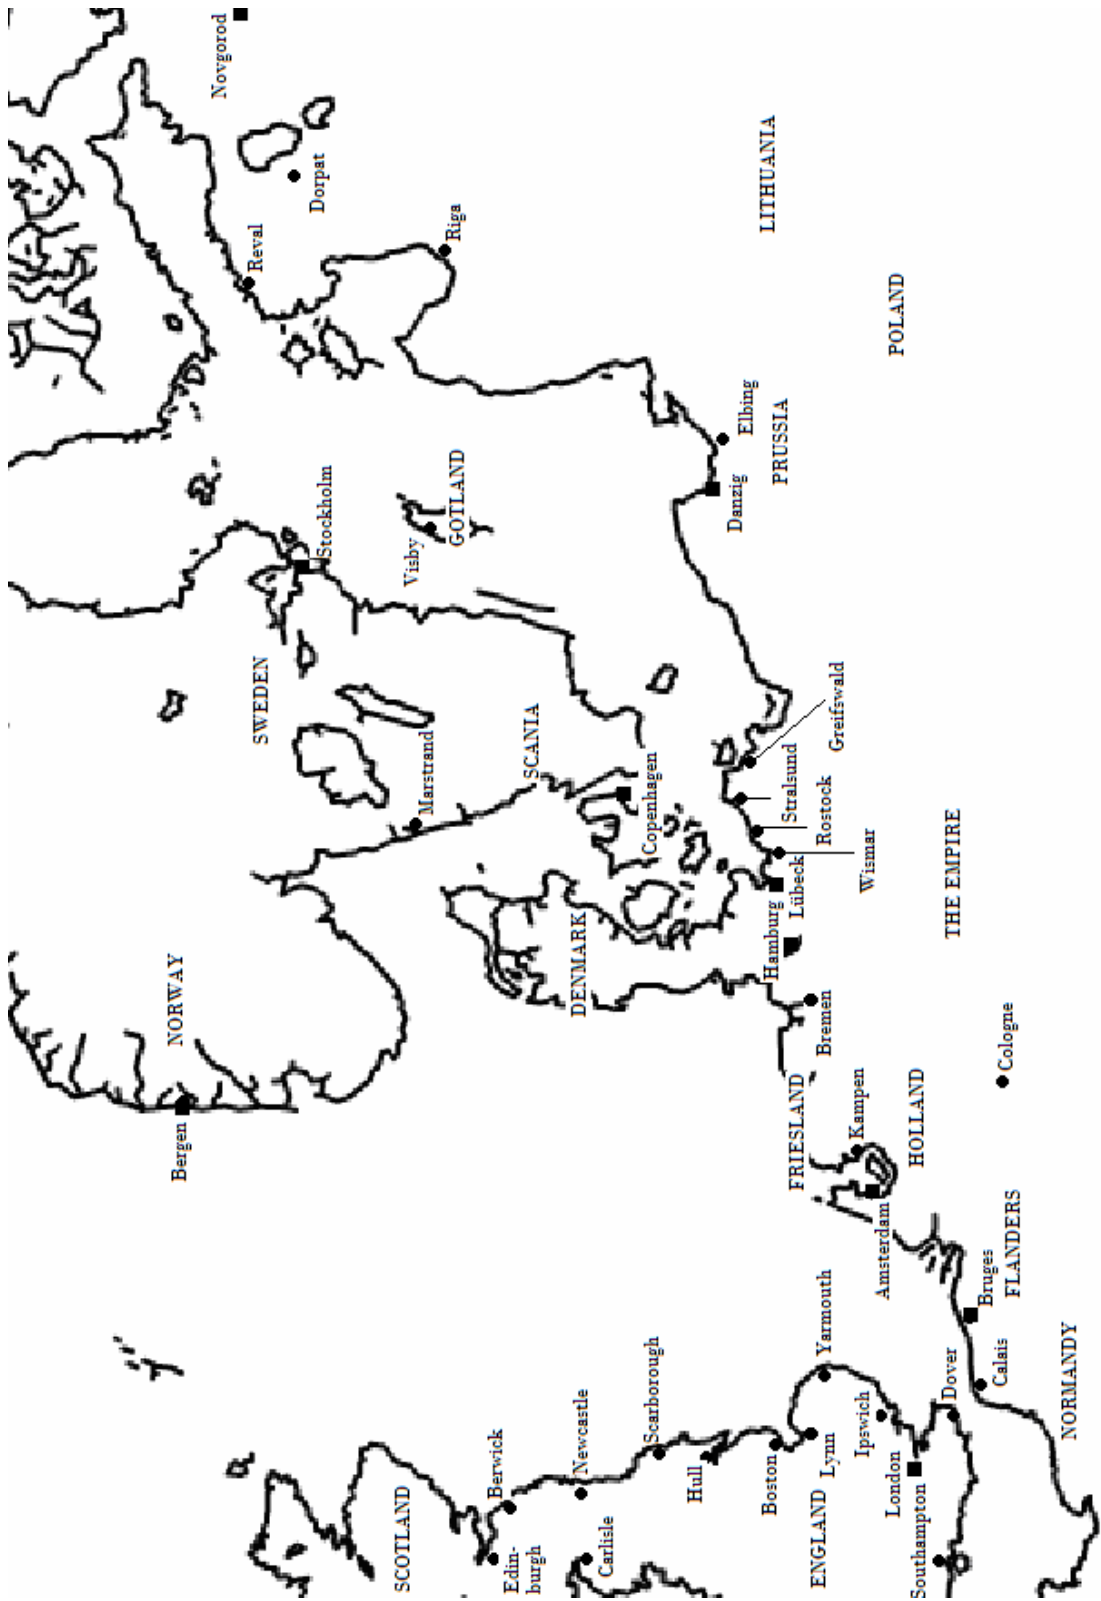 Novgorod
Dorpat
Reval
Riga
LITHUANIA
POLAND
Elbing
PRUSSIA
Danzig
Stockholm
GOTLAND
Visby
SWEDEN
Marstrand
SCANIA
Copenhagen
Greifswald
Stralsund
Rostock
Wismar
Lübeck
Hamburg
THE EMPIRE
NORWAY
DENMARK
Bremen
Bergen
FRIESLAND
Kampen
HOLLAND
Cologne
Amsterdam
Bruges
FLANDERS
Yarmouth
Dover
Calais
NORMANDY
SCOTLAND
Berwick
Newcastle
Scarborough
Hull
Boston
Lynn
Ipswich
London
Edin-
burgh
Carlisle
ENGLAND
Southampton